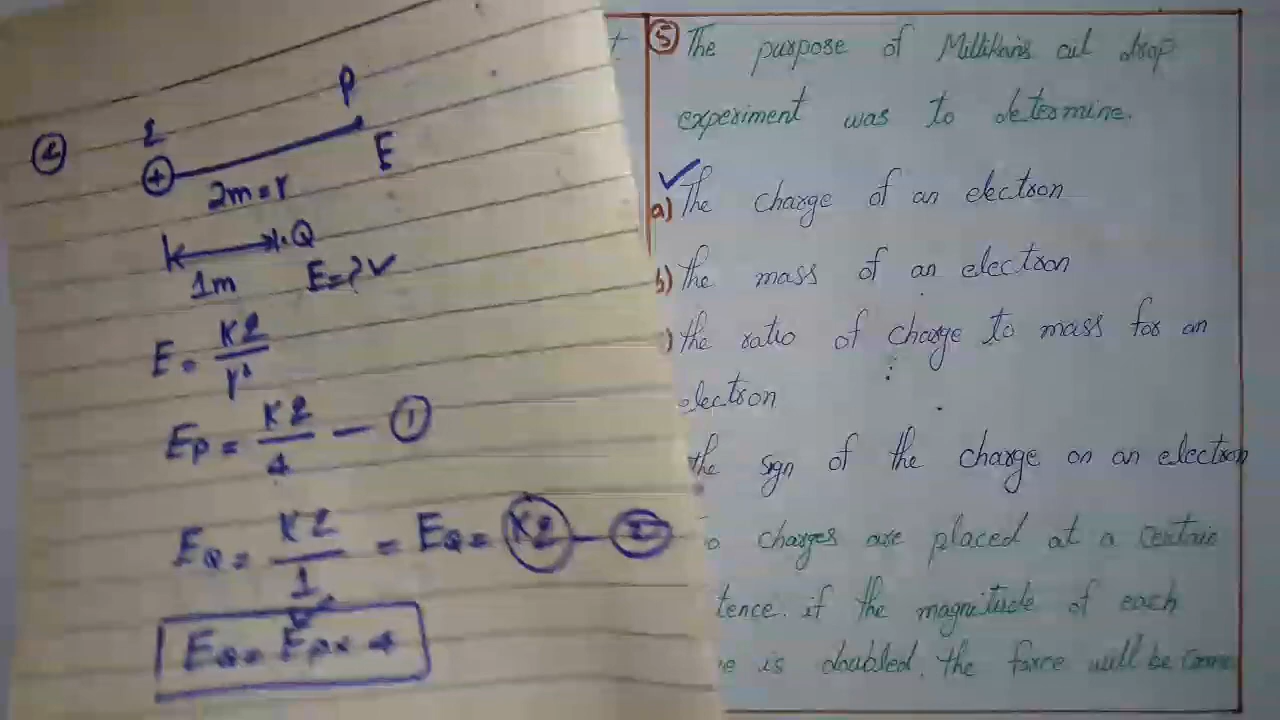 ④
q
P
+
E
2m = r
1m
Q
E = ? ✓
E = Kq
r²
Ep = Kq — ①
4
EQ = Kq = EQ = Kq — ②
1
EQ = Ep × 4
t
⑤ The purpose of Millikan's oil drop
experiment was to determine.
✓
a) The charge of an electron
b) the mass of an electron
) the ratio of charge to mass for an
electron
the sign of the charge on an electron
o charges are placed at a certain
tence. if the magnitude of each
e is doubled, the force will be